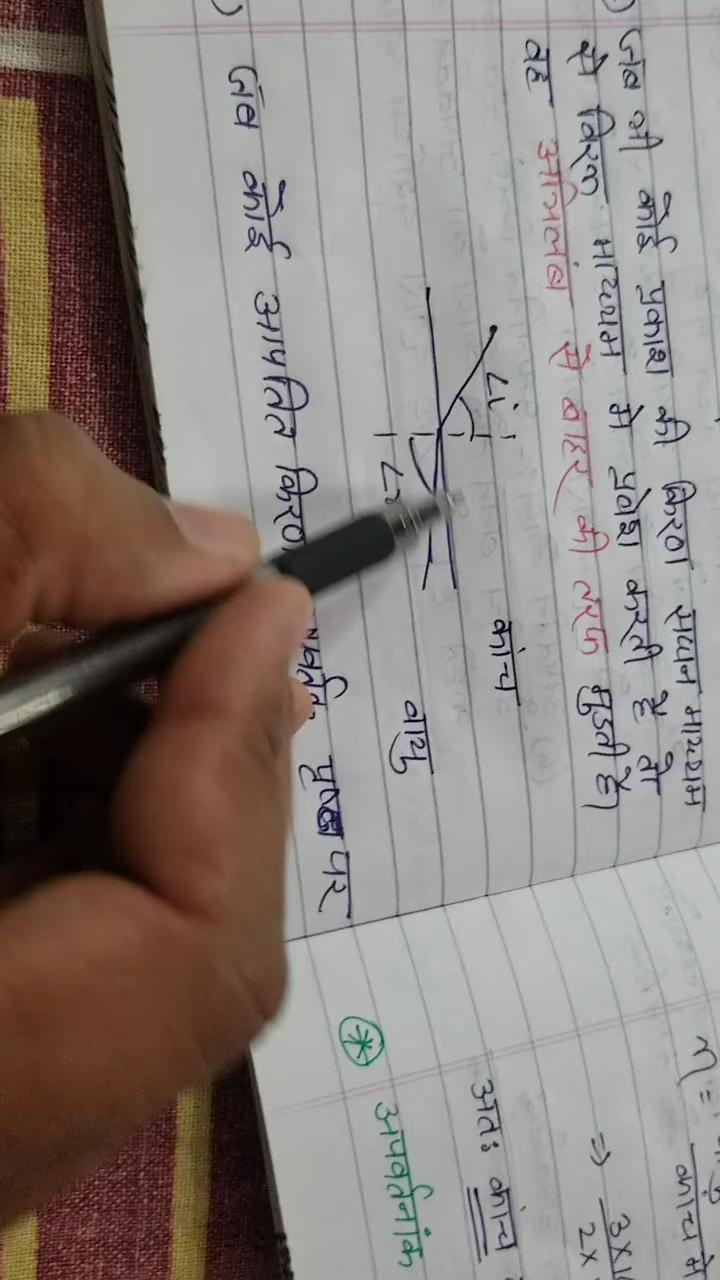 जब भी कोई प्रकाश की किरण सघन माध्यम
से विरल माध्यम मे प्रवेश करती है तो
वह अभिलंब से बाहर की तरफ मुडती है।
∠i
कांच
∠r
वायु
जब कोई आपतित किरण पृष्ठ पर
n =
कांच मे
⇒ 3×1
2×
अतः कांच
* अपवर्तनांक